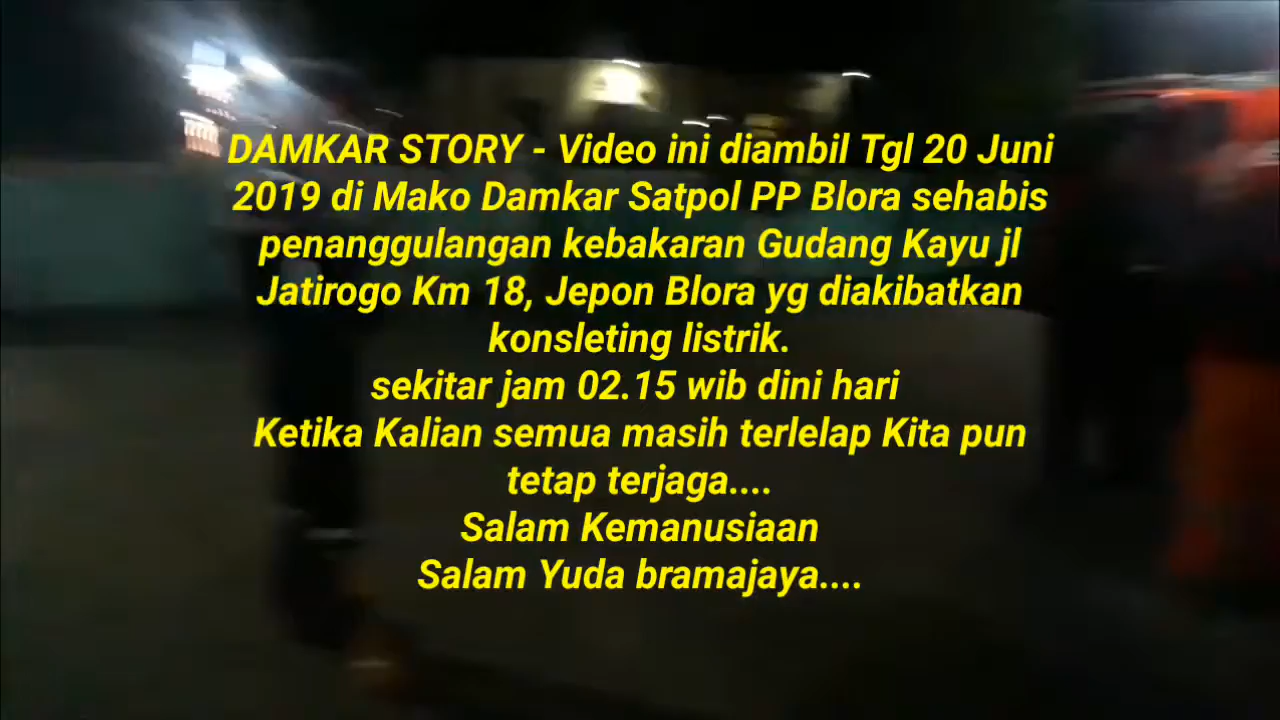 DAMKAR STORY - Video ini diambil Tgl 20 Juni
2019 di Mako Damkar Satpol PP Blora sehabis
penanggulangan kebakaran Gudang Kayu jl
Jatirogo Km 18, Jepon Blora yg diakibatkan
konsleting listrik.
sekitar jam 02.15 wib dini hari
Ketika Kalian semua masih terlelap Kita pun
tetap terjaga....
Salam Kemanusiaan
Salam Yuda bramajaya....